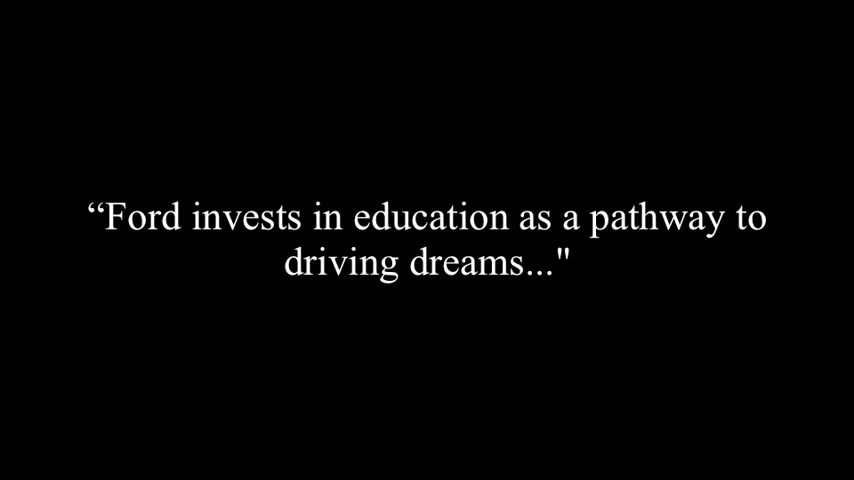 “Ford invests in education as a pathway to
driving dreams..."